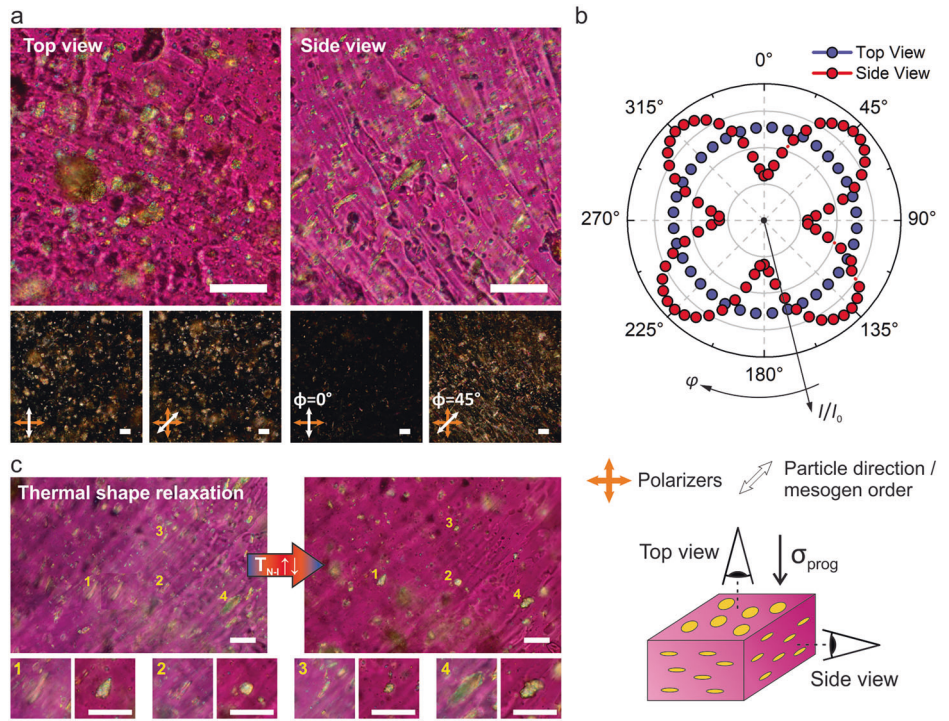 a
Top view
Side view
ϕ=0°
ϕ=45°
b
Top View
Side View
0°
45°
90°
135°
180°
225°
270°
315°
φ
I/I₀
Polarizers
Particle direction /
mesogen order
Top view
σprog
Side view
c
Thermal shape relaxation
TN-I ↑↓
1
2
3
4
1
2
3
4
1
2
3
4